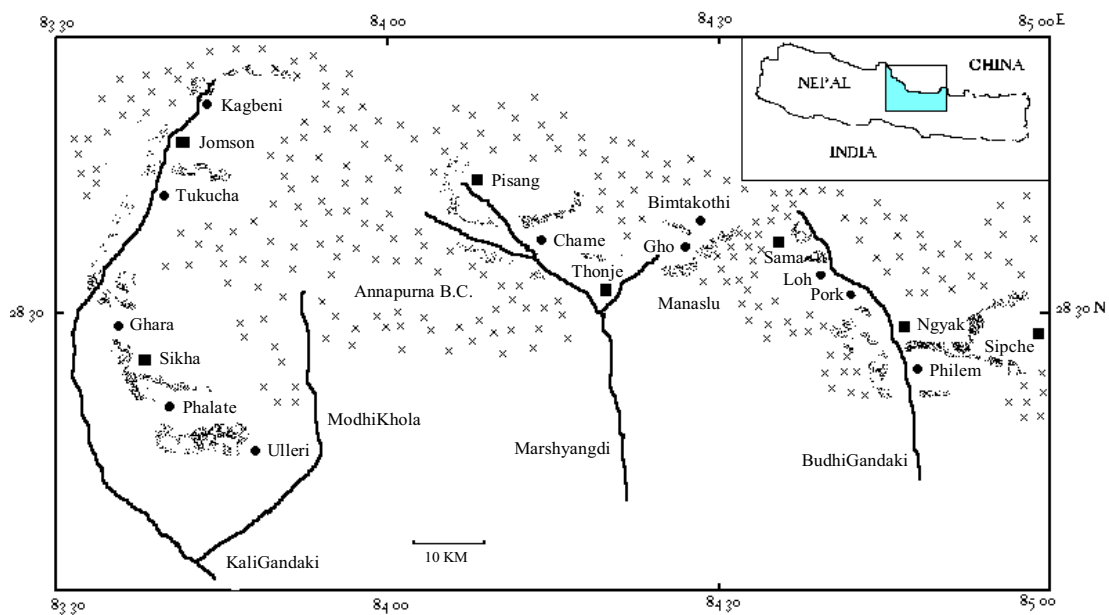 83 30
84 00
84 30
85 00 E
NEPAL
CHINA
INDIA
Kagbeni
Jomson
Tukucha
Pisang
Bimtakothi
Chame
Gho
Sama
Thonje
Loh
Annapurna B.C.
Manaslu
Pork
28 30
28 30 N
Ghara
Ngyak
Sipche
Sikha
Philem
Phalate
ModhiKhola
Ulleri
Marshyangdi
BudhiGandaki
10 KM
KaliGandaki
83 30
84 00
84 30
85 00